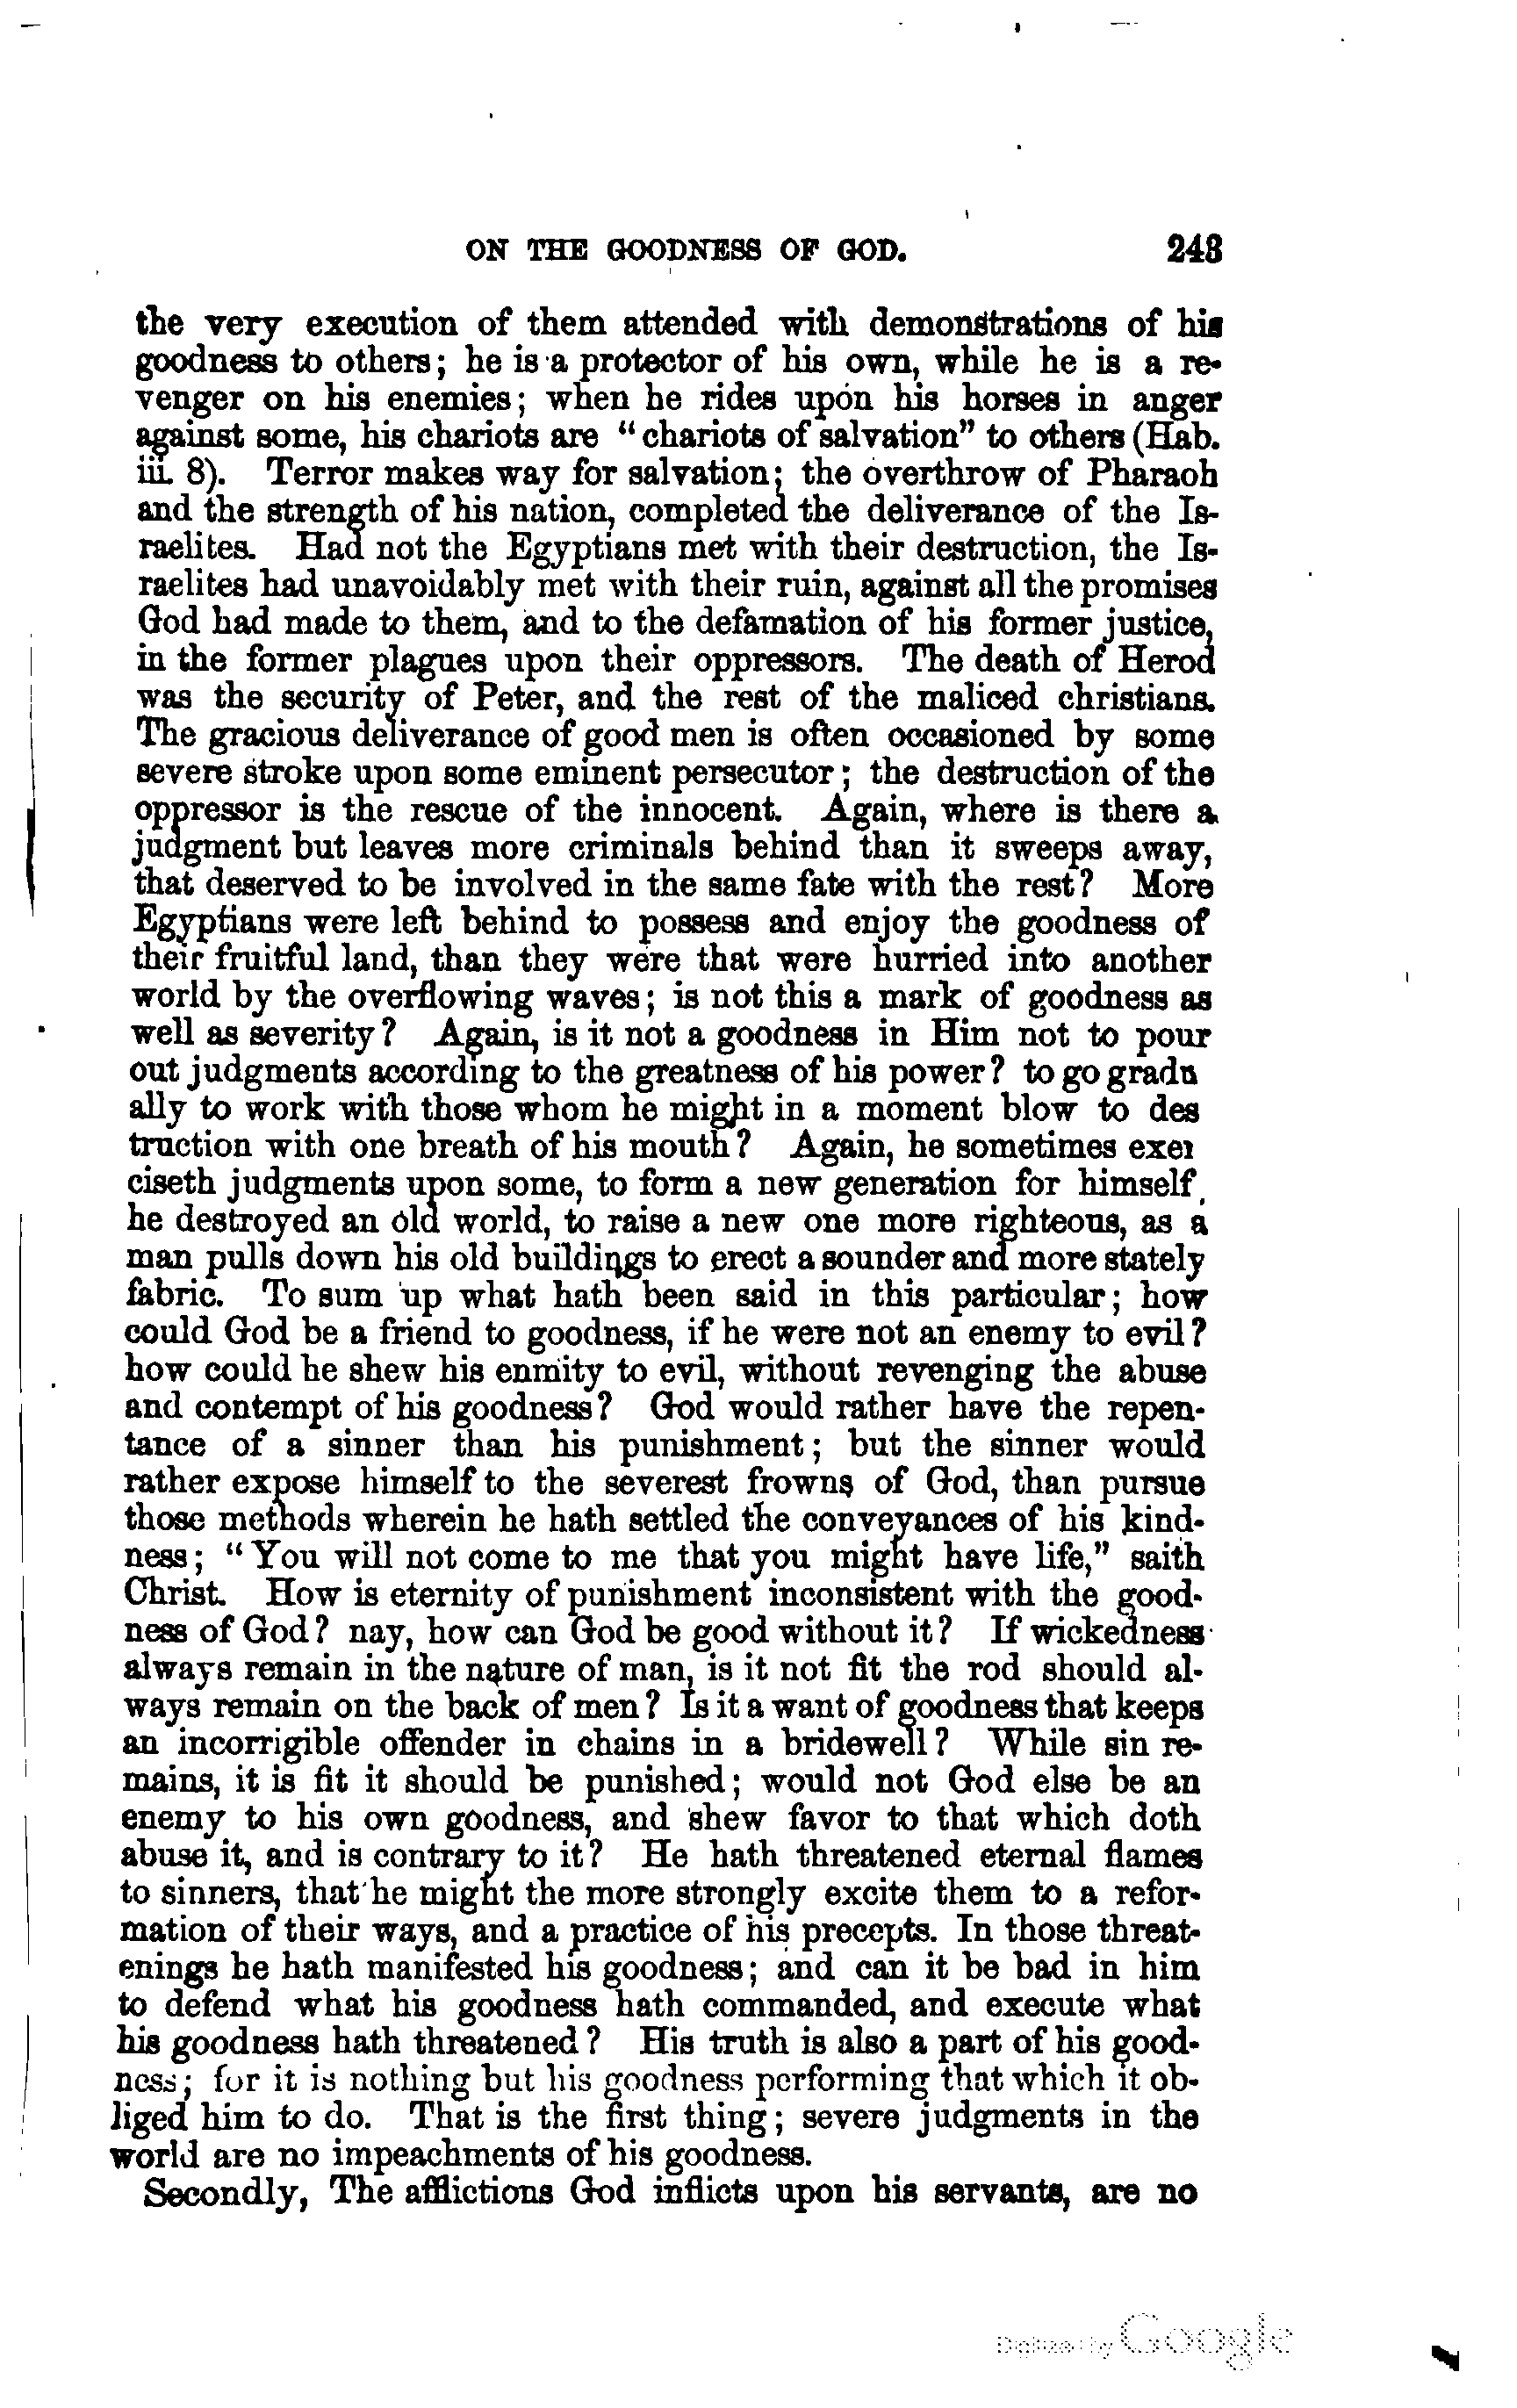 ON THE GOODNESS OF GOD. 243
the very execution of them attended with demonstrations of his
goodness to others; he is a protector of his own, while he is a re-
venger on his enemies; when he rides upon his horses in anger
against some, his chariots are "chariots of salvation" to others (Hab.
iii. 8). Terror makes way for salvation; the overthrow of Pharaoh
and the strength of his nation, completed the deliverance of the Is-
raelites. Had not the Egyptians met with their destruction, the Is-
raelites had unavoidably met with their ruin, against all the promises
God had made to them, and to the defamation of his former justice,
in the former plagues upon their oppressors. The death of Herod
was the security of Peter, and the rest of the maliced christians.
The gracious deliverance of good men is often occasioned by some
severe stroke upon some eminent persecutor; the destruction of the
oppressor is the rescue of the innocent. Again, where is there a
judgment but leaves more criminals behind than it sweeps away,
that deserved to be involved in the same fate with the rest? More
Egyptians were left behind to possess and enjoy the goodness of
their fruitful land, than they were that were hurried into another
world by the overflowing waves; is not this a mark of goodness as
well as severity? Again, is it not a goodness in Him not to pour
out judgments according to the greatness of his power? to go gradu
ally to work with those whom he might in a moment blow to des
truction with one breath of his mouth? Again, he sometimes exer
ciseth judgments upon some, to form a new generation for himself,
he destroyed an old world, to raise a new one more righteous, as a
man pulls down his old buildings to erect a sounder and more stately
fabric. To sum up what hath been said in this particular; how
could God be a friend to goodness, if he were not an enemy to evil?
how could he shew his enmity to evil, without revenging the abuse
and contempt of his goodness? God would rather have the repen-
tance of a sinner than his punishment; but the sinner would
rather expose himself to the severest frowns of God, than pursue
those methods wherein he hath settled the conveyances of his kind-
ness; "You will not come to me that you might have life," saith
Christ. How is eternity of punishment inconsistent with the good-
ness of God? nay, how can God be good without it? If wickedness
always remain in the nature of man, is it not fit the rod should al-
ways remain on the back of men? Is it a want of goodness that keeps
an incorrigible offender in chains in a bridewell? While sin re-
mains, it is fit it should be punished; would not God else be an
enemy to his own goodness, and shew favor to that which doth
abuse it, and is contrary to it? He hath threatened eternal flames
to sinners, that he might the more strongly excite them to a refor-
mation of their ways, and a practice of his precepts. In those threat-
enings he hath manifested his goodness; and can it be bad in him
to defend what his goodness hath commanded, and execute what
his goodness hath threatened? His truth is also a part of his good-
ness; for it is nothing but his goodness performing that which it ob-
liged him to do. That is the first thing; severe judgments in the
world are no impeachments of his goodness.
Secondly, The afflictions God inflicts upon his servants, are no
Digitized by Google